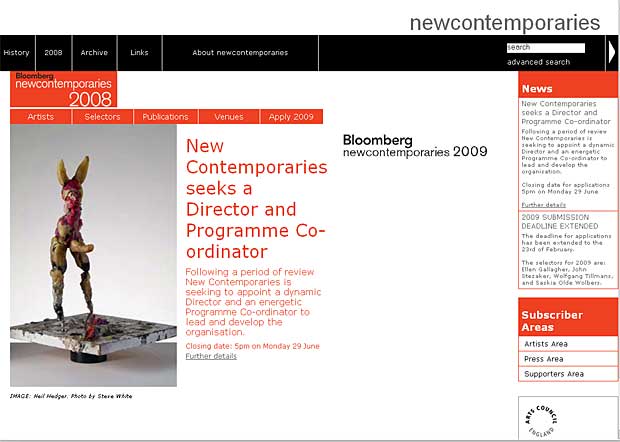 newcontemporaries
History 2008 Archive Links About newcontemporaries
search
advanced search
Bloomberg
newcontemporaries
2008
Artists Selectors Publications Venues Apply 2009
New
Contemporaries
seeks a
Director and
Programme Co-
ordinator
Following a period of review
New Contemporaries is
seeking to appoint a dynamic
Director and an energetic
Programme Co-ordinator to
lead and develop the
organisation.
Closing date: 5pm on Monday 29 June
Further details
IMAGE: Neil Hedger, Photo by Steve White
Bloomberg
newcontemporaries 2009
News
New Contemporaries
seeks a Director and
Programme Co-ordinator
Following a period of review
New Contemporaries is
seeking to appoint a dynamic
Director and an energetic
Programme Co-ordinator to
lead and develop the
organisation.
Closing date for applications
5pm on Monday 29 June
Further details
2009 SUBMISSION
DEADLINE EXTENDED
The deadline for applications
has been extended to the
23rd of February.
The selectors for 2009 are:
Ellen Gallagher, John
Stezaker, Wolfgang Tillmans,
and Saskia Olde Wolbers.
Subscriber
Areas
Artists Area
Press Area
Supporters Area
ARTS COUNCIL
ENGLAND